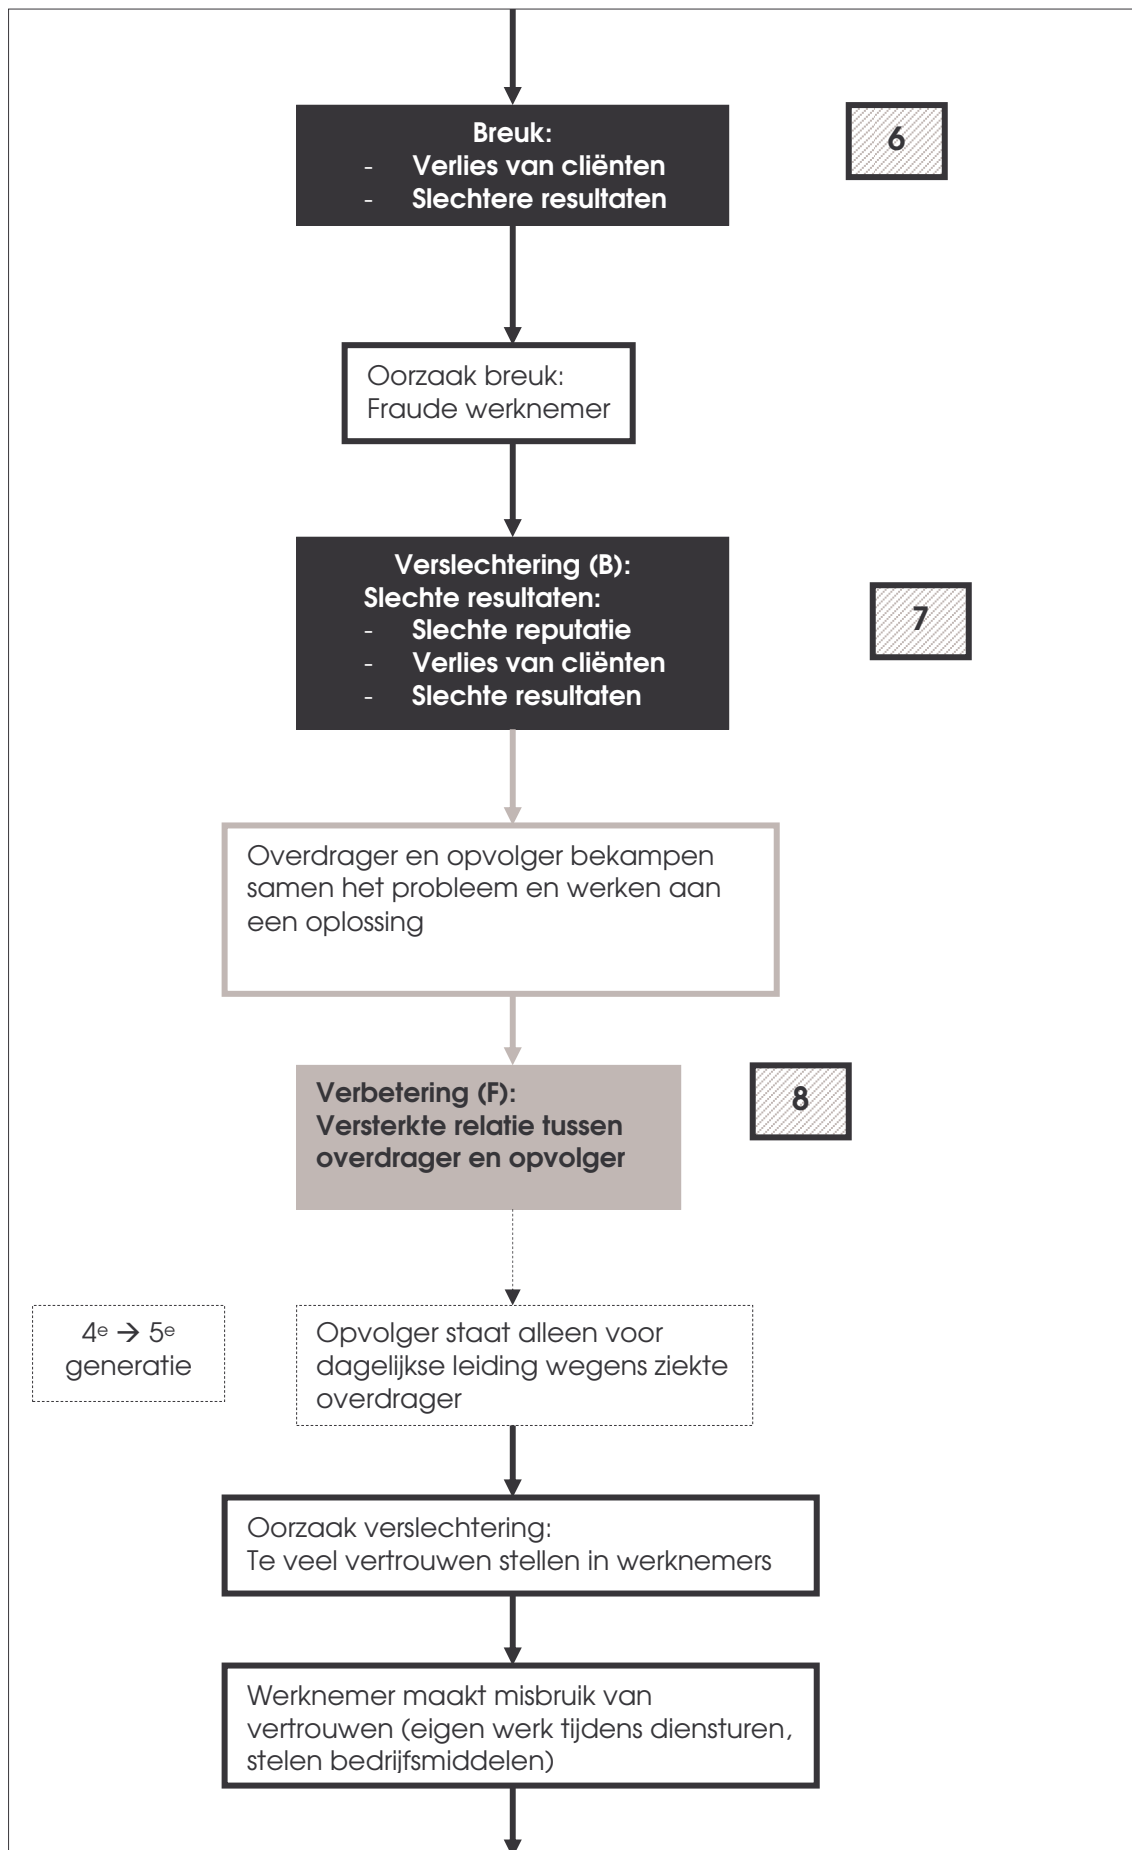 Breuk:
- Verlies van cliënten
- Slechtere resultaten
6
Oorzaak breuk:
Fraude werknemer
Verslechtering (B):
Slechte resultaten:
- Slechte reputatie
- Verlies van cliënten
- Slechte resultaten
7
Overdrager en opvolger bekampen
samen het probleem en werken aan
een oplossing
Verbetering (F):
Versterkte relatie tussen
overdrager en opvolger
8
4e → 5e
generatie
Opvolger staat alleen voor
dagelijkse leiding wegens ziekte
overdrager
Oorzaak verslechtering:
Te veel vertrouwen stellen in werknemers
Werknemer maakt misbruik van
vertrouwen (eigen werk tijdens diensturen,
stelen bedrijfsmiddelen)